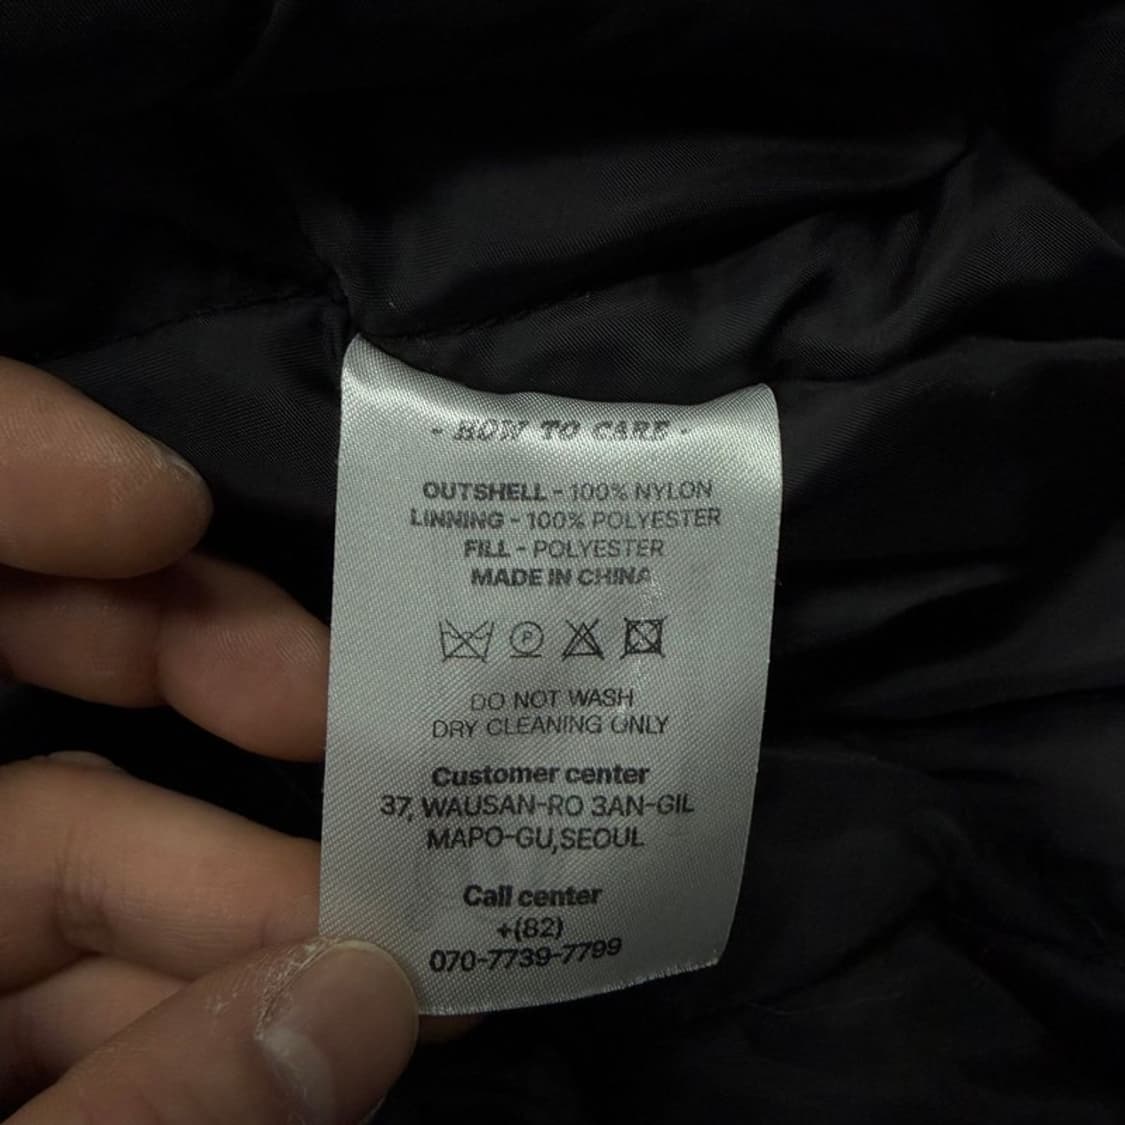 - HOW TO CARE -
OUTSHELL - 100% NYLON
LINNING - 100% POLYESTER
FILL - POLYESTER
MADE IN CHINA
P
DO NOT WASH
DRY CLEANING ONLY
Customer center
37, WAUSAN-RO 3AN-GIL
MAPO-GU,SEOUL
Call center
+(82)
070-7739-7799